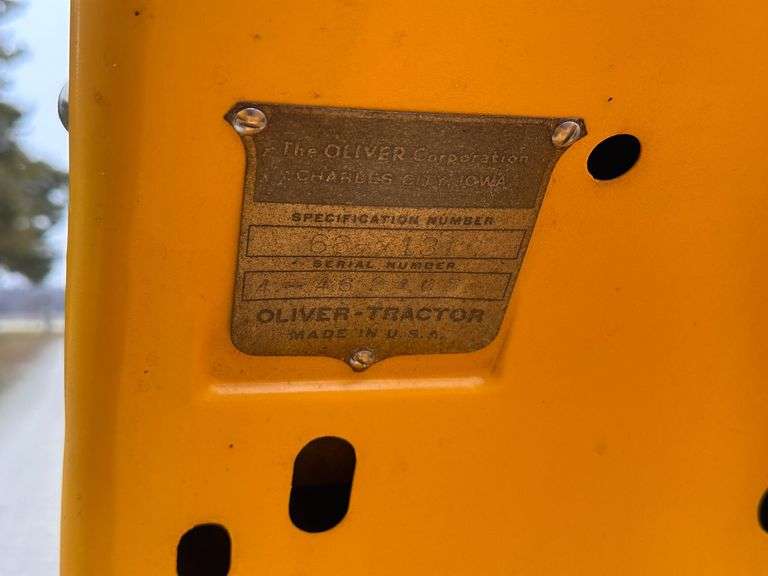 The OLIVER Corporation
CHARLES CITY, IOWA
SPECIFICATION NUMBER
SERIAL NUMBER
OLIVER-TRACTOR
MADE IN U.S.A.